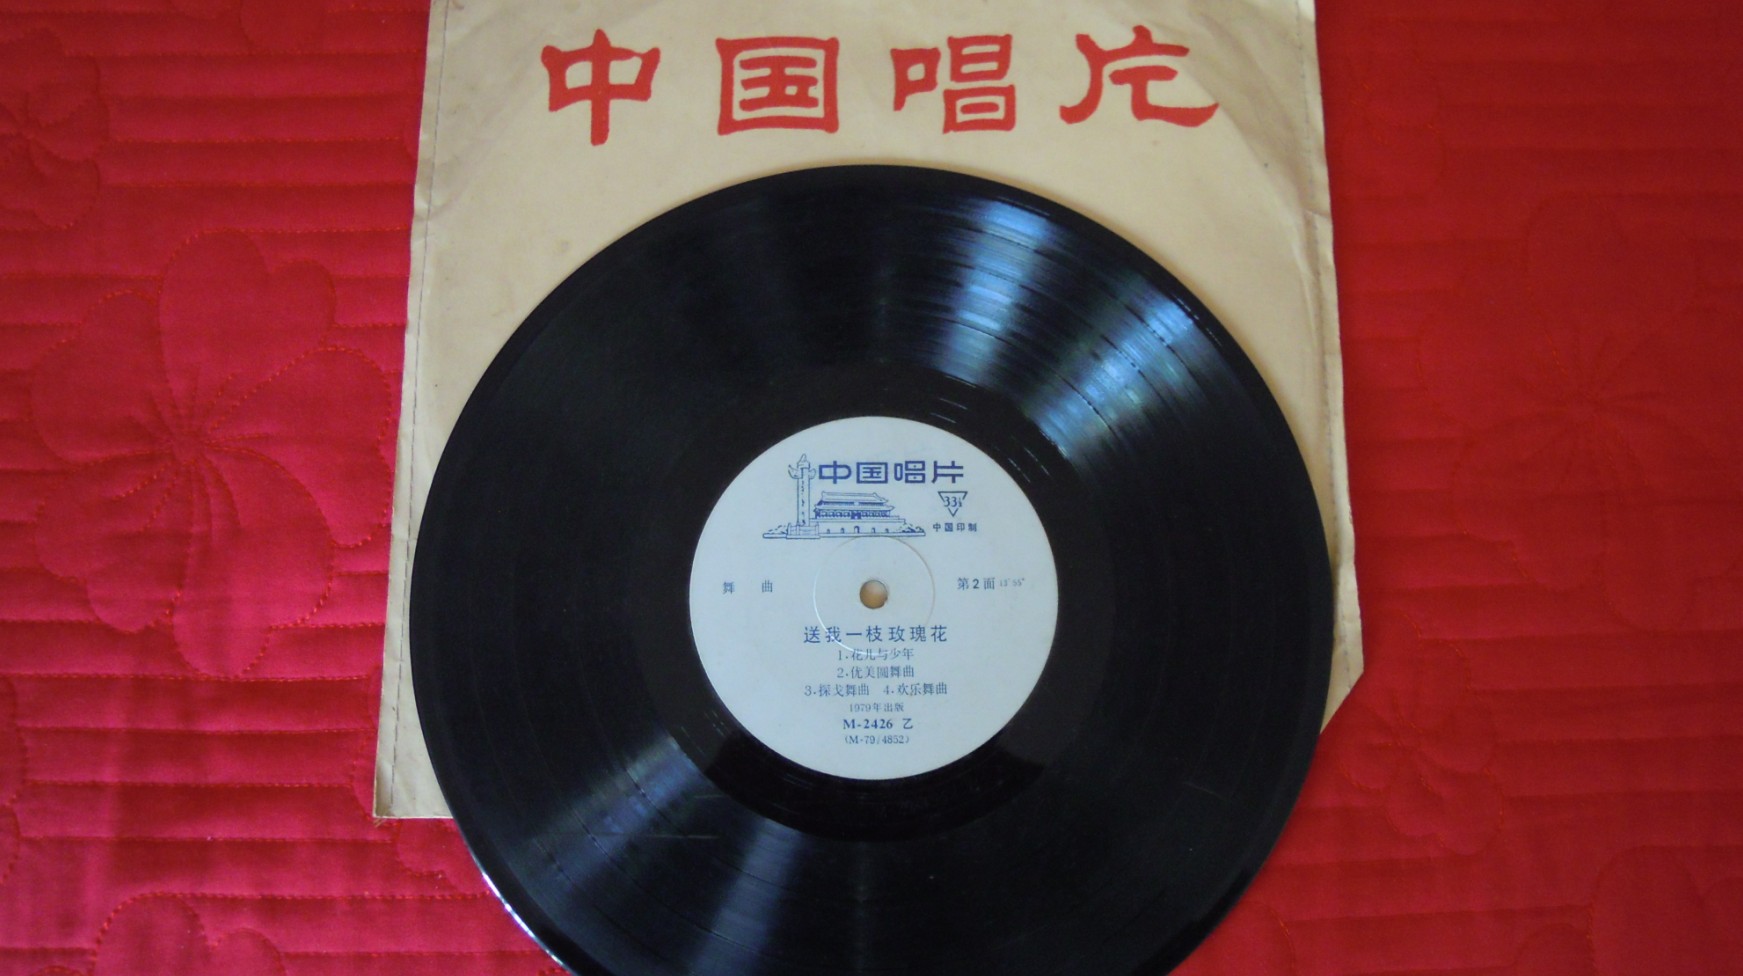 中国唱片
中国唱片
33⅓
中国印制
舞 曲
第2面 13′55″
送我一枝玫瑰花
1.花儿与少年
2.优美圆舞曲
3.探戈舞曲 4.欢乐舞曲
1979年出版
M-2426 乙
(M-79/4852)